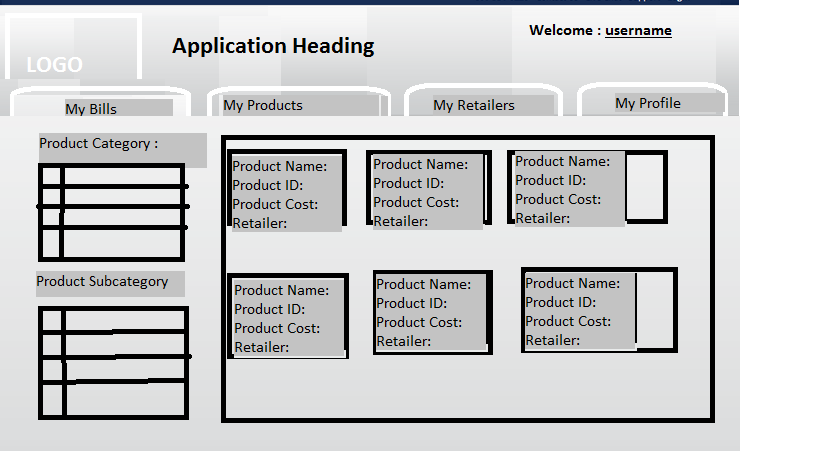 Welcome : username
Application Heading
LOGO
My Bills
My Products
My Retailers
My Profile
Product Category :
Product Name:
Product ID:
Product Cost:
Retailer:
Product Name:
Product ID:
Product Cost:
Retailer:
Product Name:
Product ID:
Product Cost:
Retailer:
Product Subcategory
Product Name:
Product ID:
Product Cost:
Retailer:
Product Name:
Product ID:
Product Cost:
Retailer:
Product Name:
Product ID:
Product Cost:
Retailer: